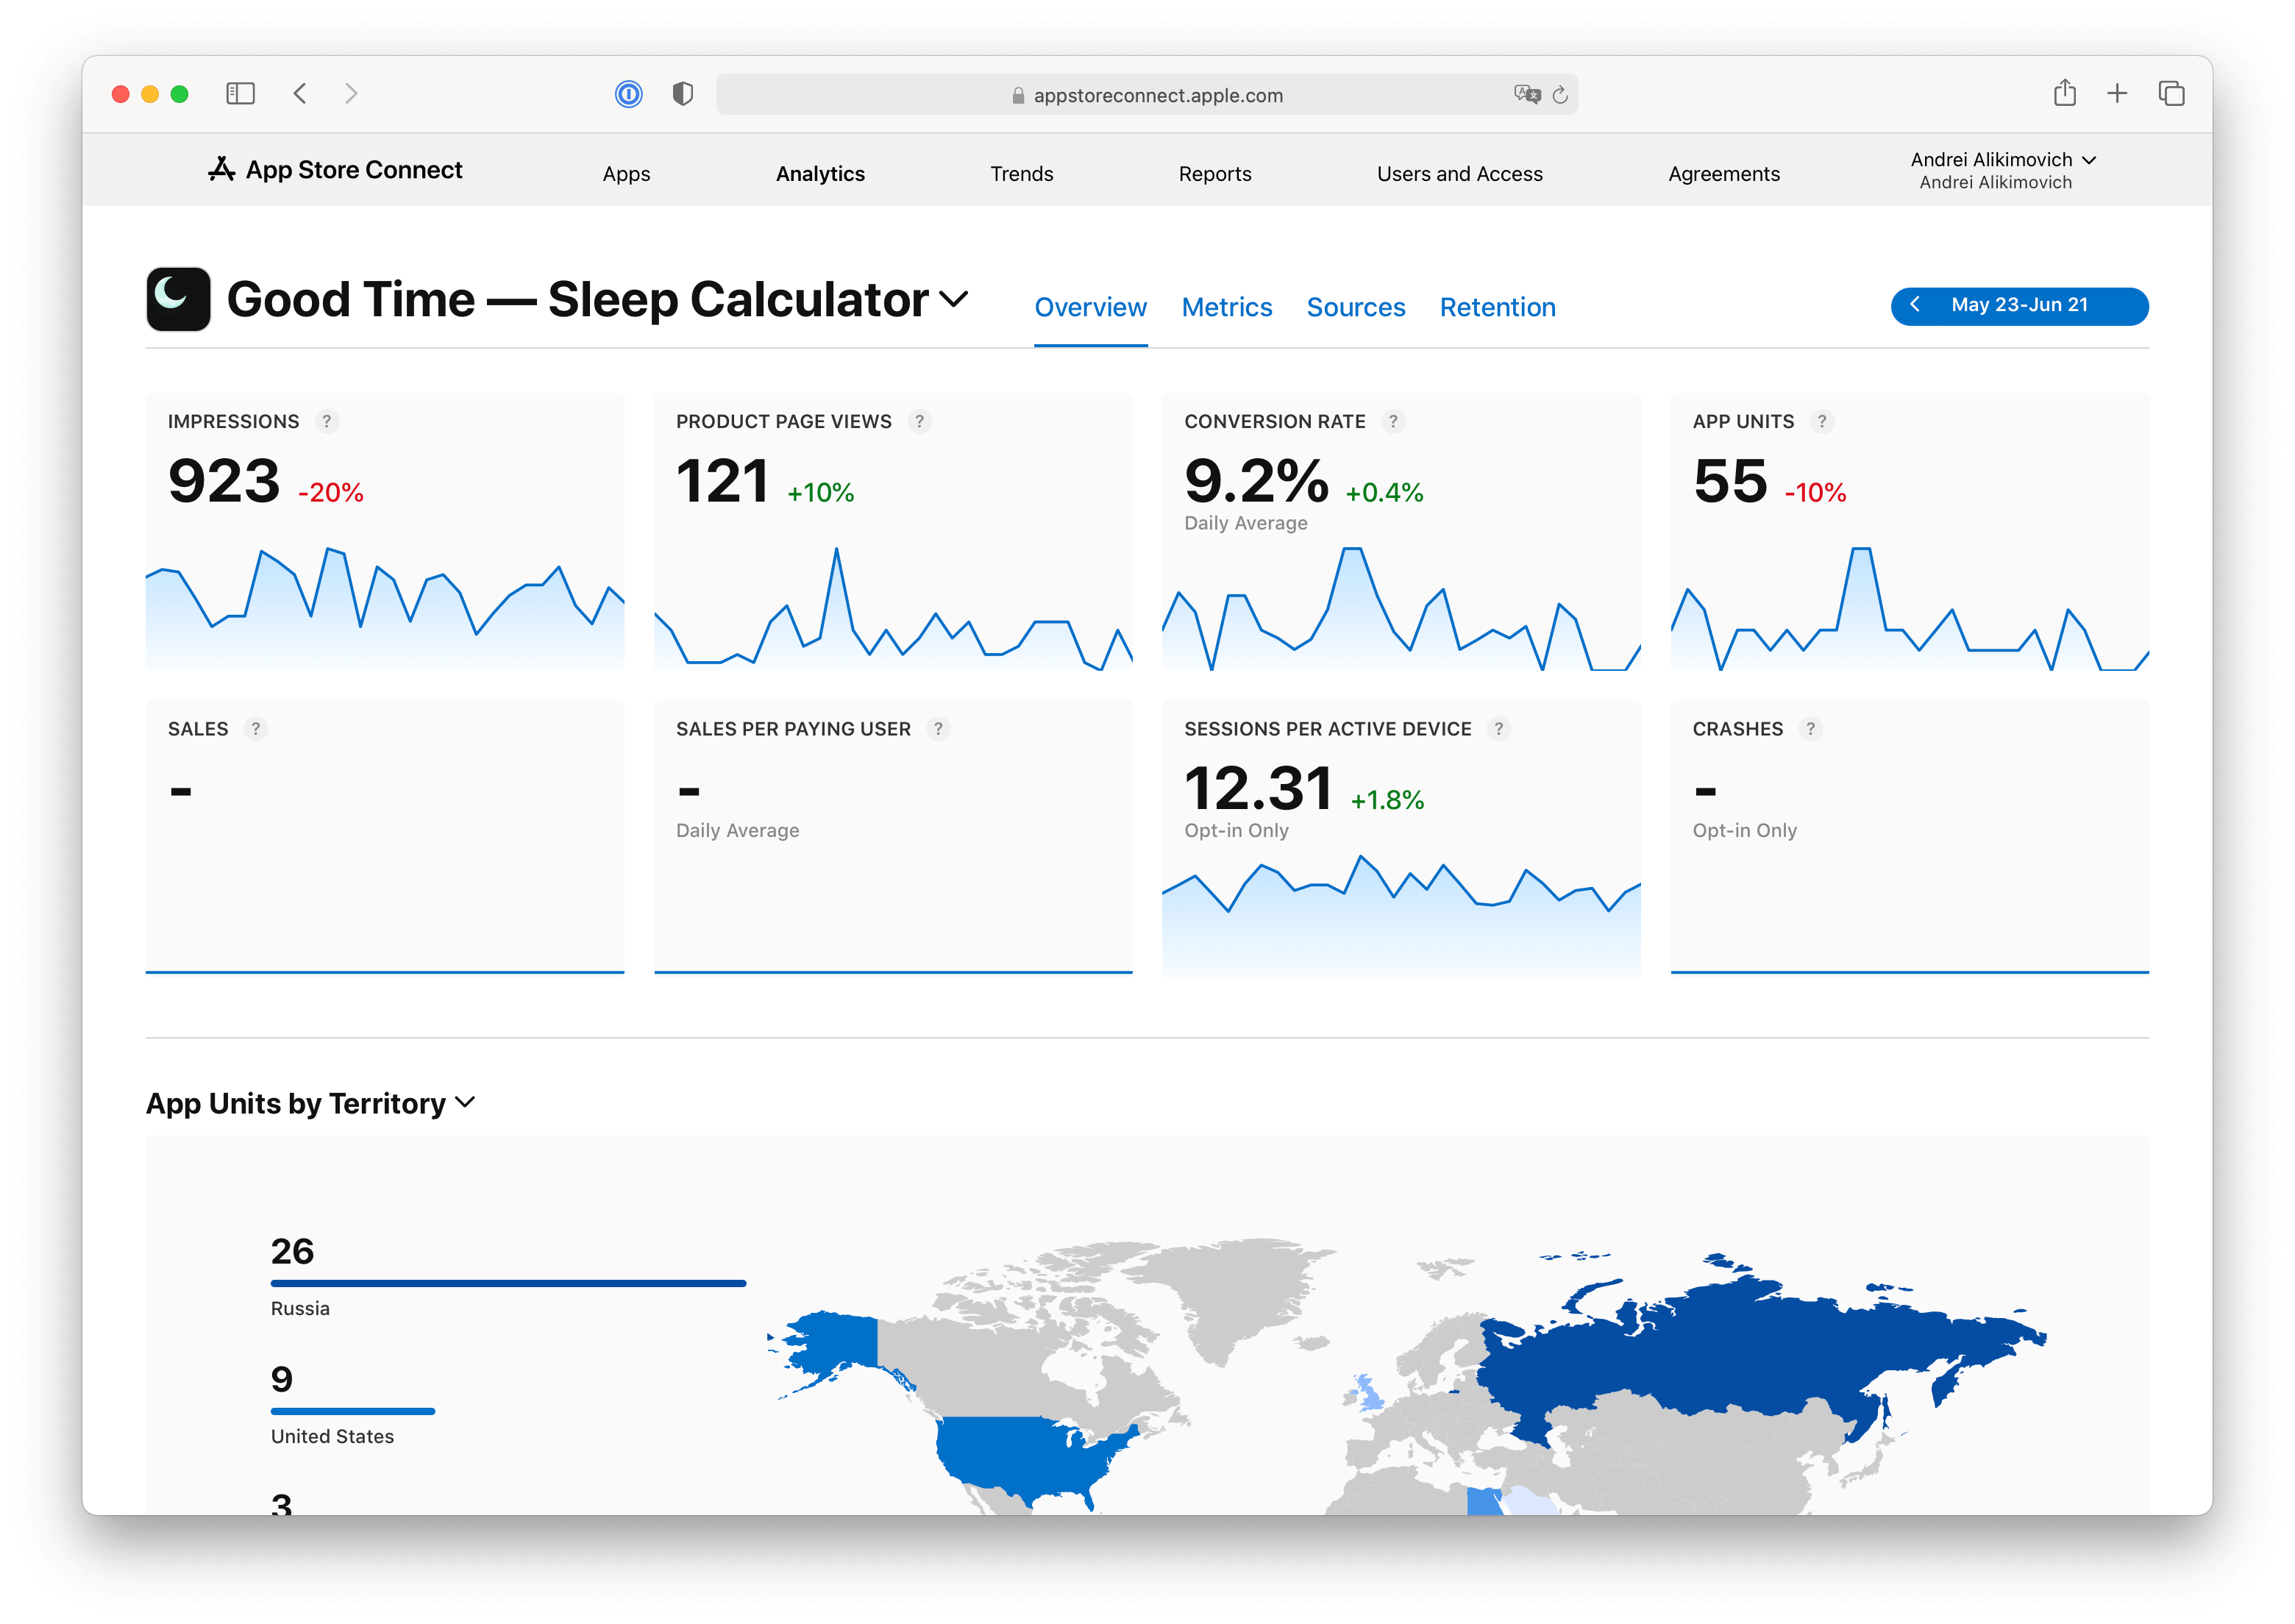 appstoreconnect.apple.com
App Store Connect
Apps
Analytics
Trends
Reports
Users and Access
Agreements
Andrei Alikimovich
Andrei Alikimovich
Good Time — Sleep Calculator
Overview
Metrics
Sources
Retention
May 23-Jun 21
IMPRESSIONS ?
923 -20%
PRODUCT PAGE VIEWS ?
121 +10%
CONVERSION RATE ?
9.2% +0.4%
Daily Average
APP UNITS ?
55 -10%
SALES ?
-
SALES PER PAYING USER ?
-
Daily Average
SESSIONS PER ACTIVE DEVICE ?
12.31 +1.8%
Opt-in Only
CRASHES ?
-
Opt-in Only
App Units by Territory
26
Russia
9
United States
3